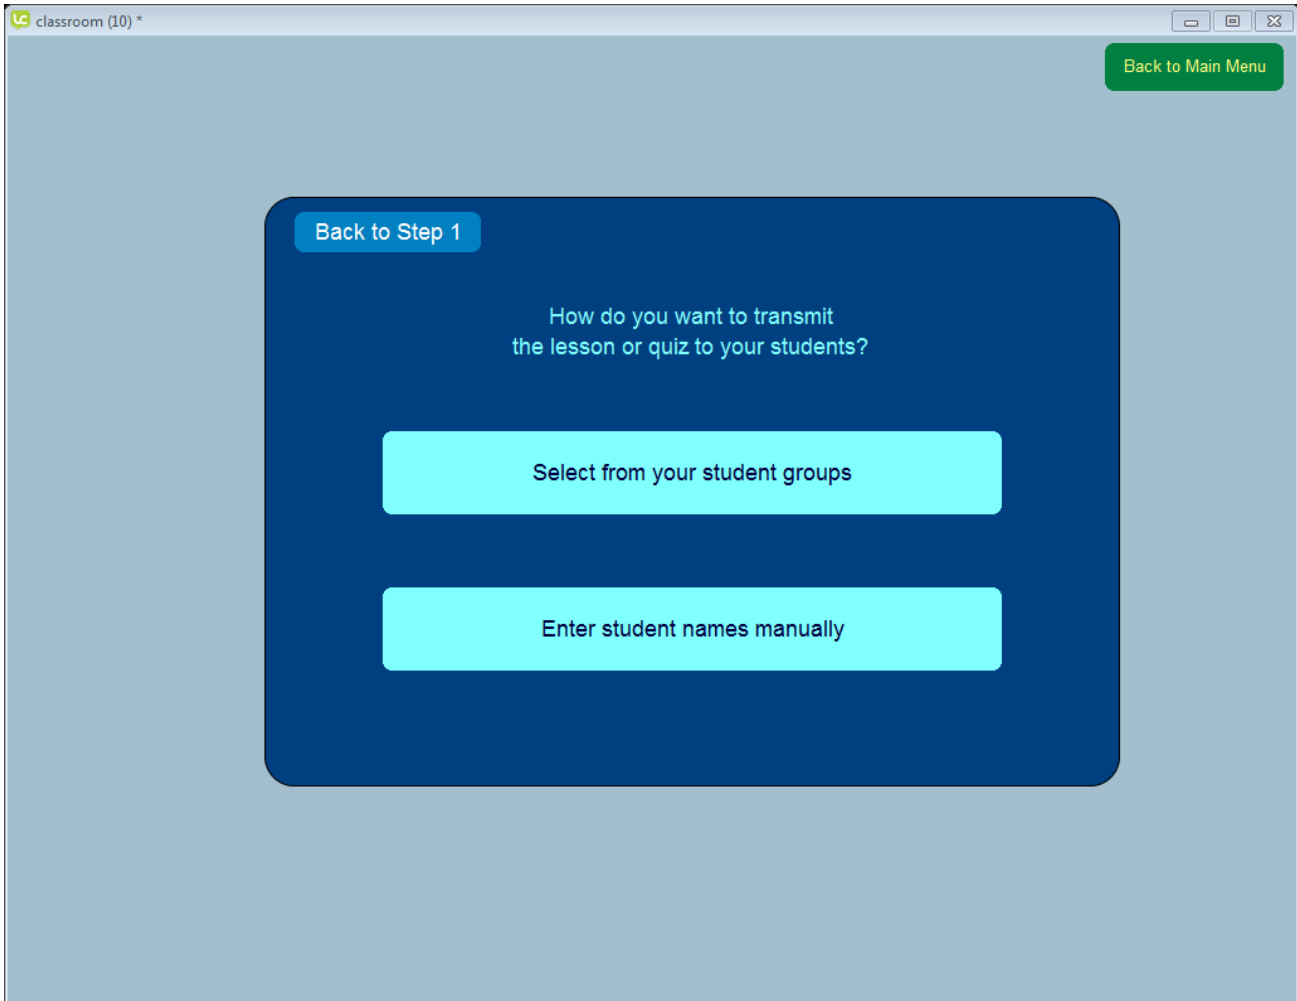 LC classroom (10) *
Back to Main Menu
Back to Step 1
How do you want to transmit
the lesson or quiz to your students?
Select from your student groups
Enter student names manually